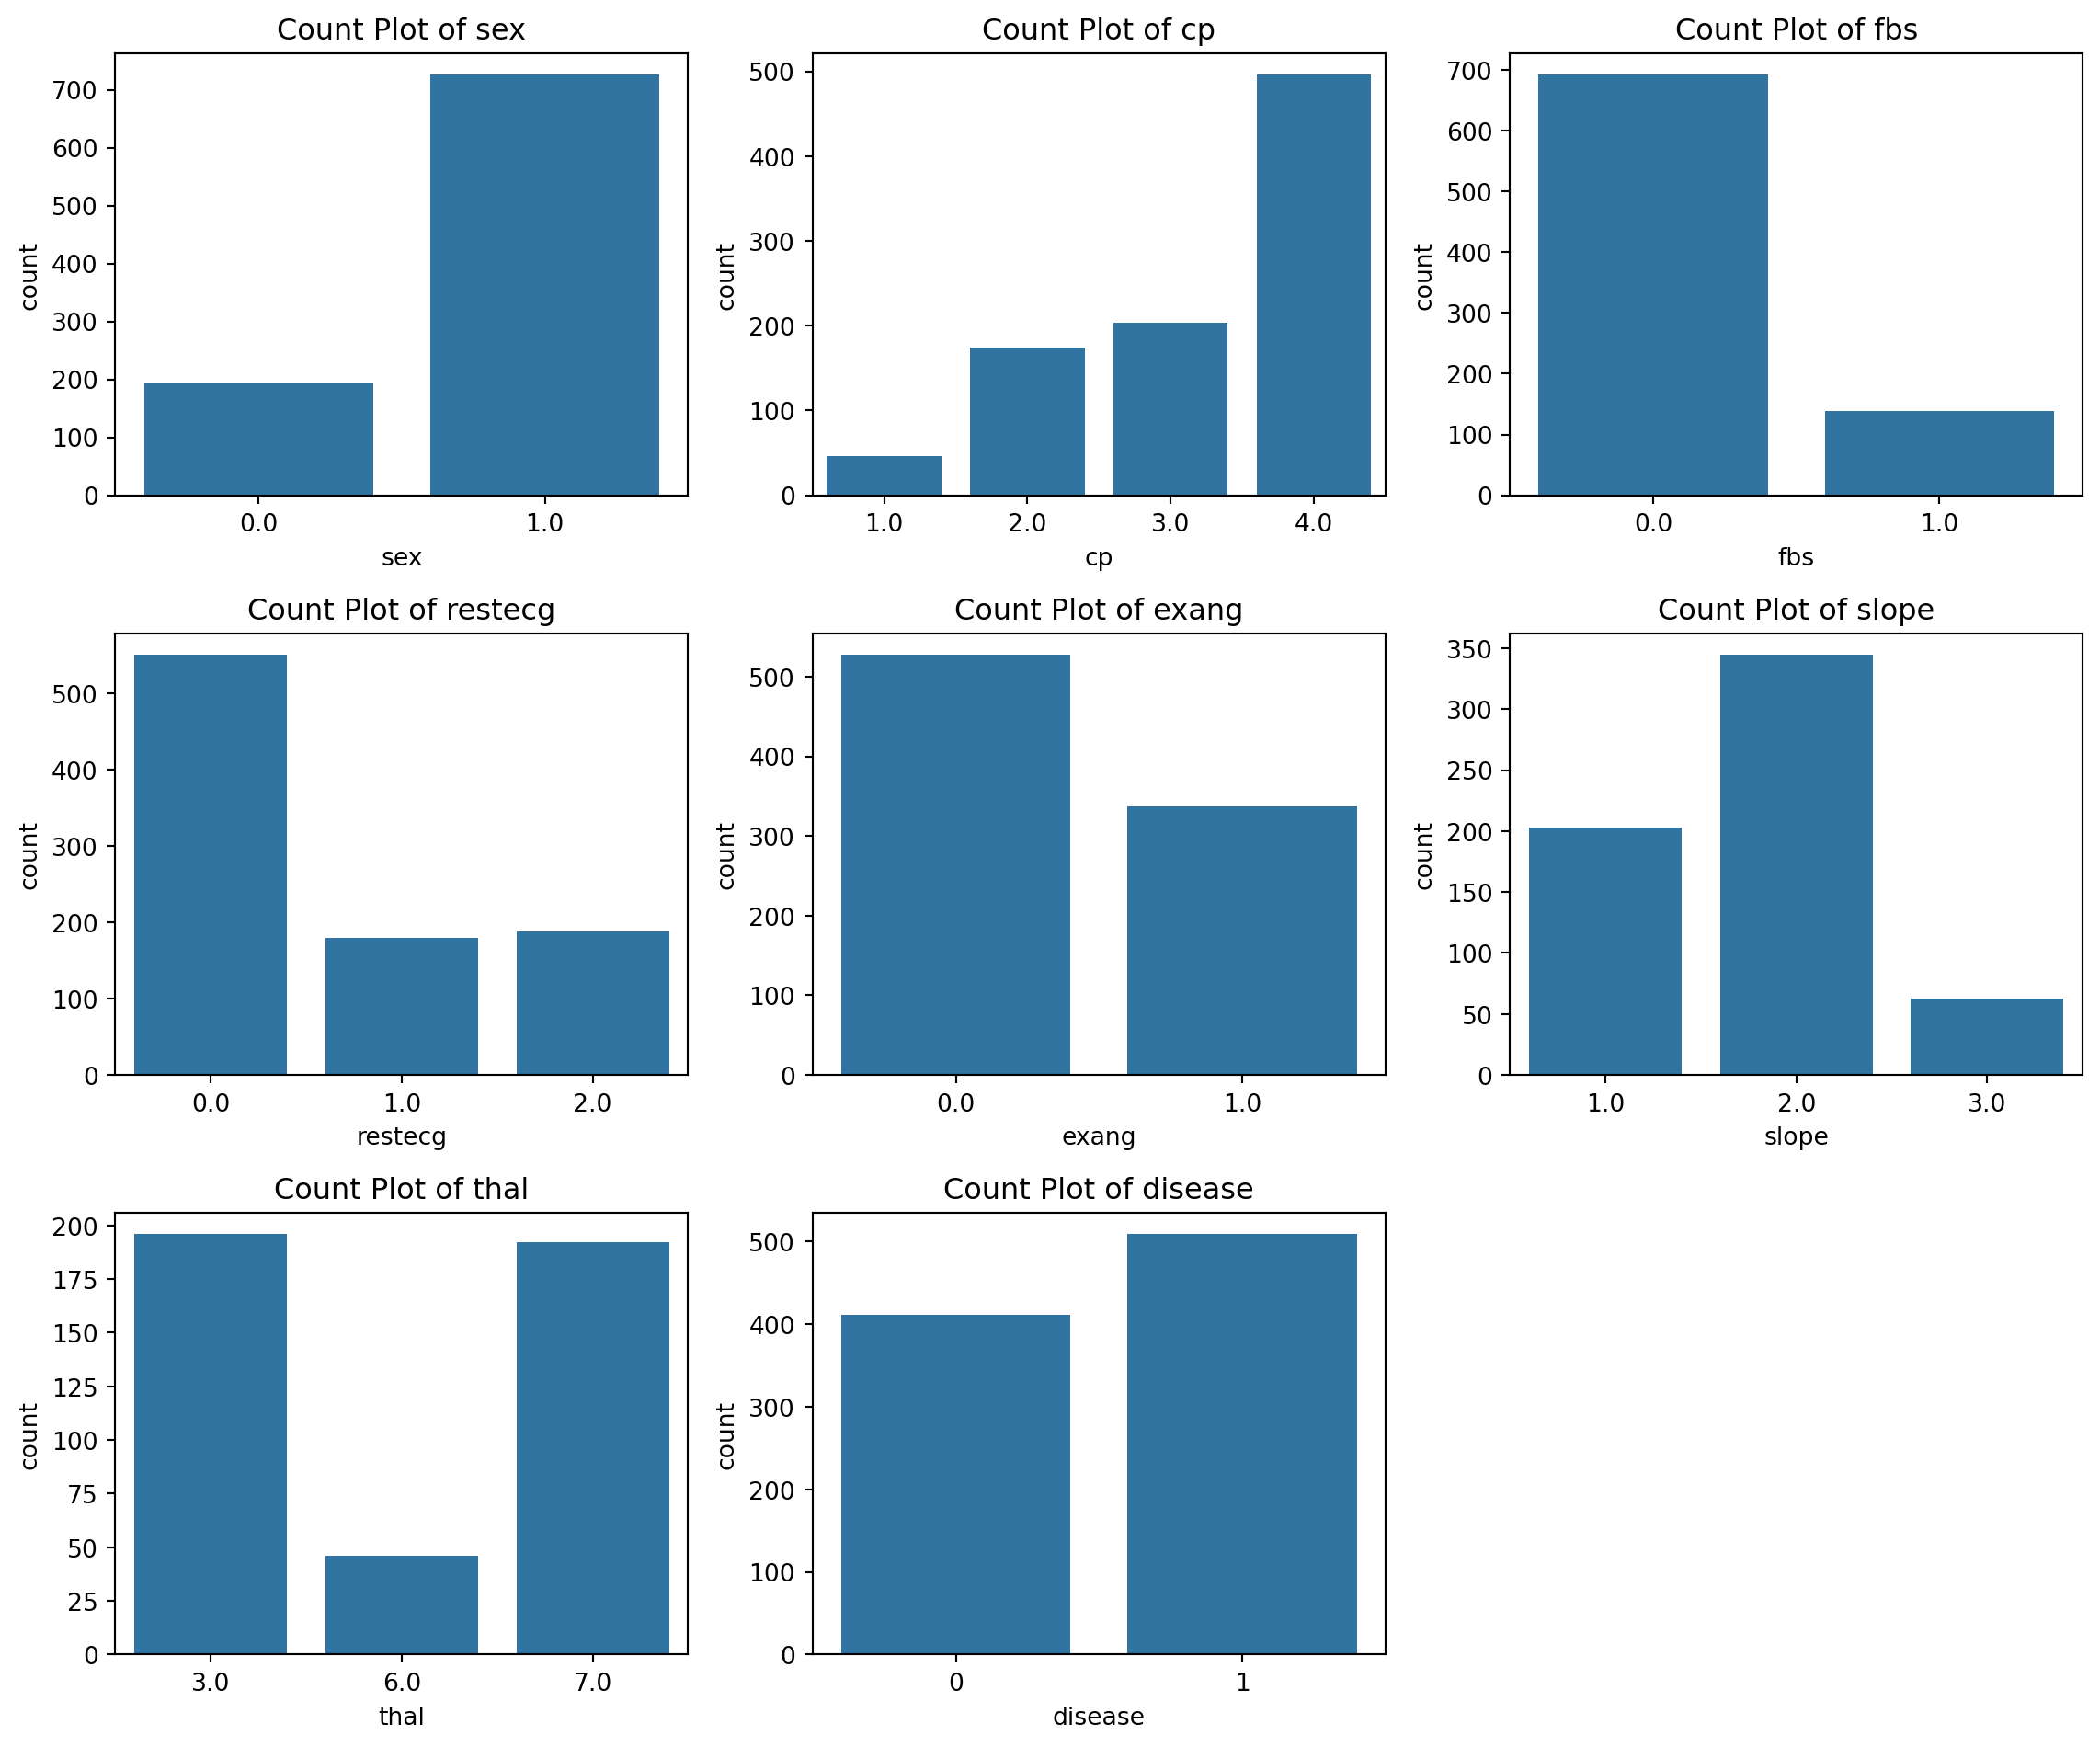 Count Plot of sex
700
600
500
400
300
200
100
0
count
0.0 1.0
sex
Count Plot of cp
500
400
300
200
100
0
count
1.0 2.0 3.0 4.0
cp
Count Plot of fbs
700
600
500
400
300
200
100
0
count
0.0 1.0
fbs
Count Plot of restecg
500
400
300
200
100
0
count
0.0 1.0 2.0
restecg
Count Plot of exang
500
400
300
200
100
0
count
0.0 1.0
exang
Count Plot of slope
350
300
250
200
150
100
50
0
count
1.0 2.0 3.0
slope
Count Plot of thal
200
175
150
125
100
75
50
25
0
count
3.0 6.0 7.0
thal
Count Plot of disease
500
400
300
200
100
0
count
0 1
disease